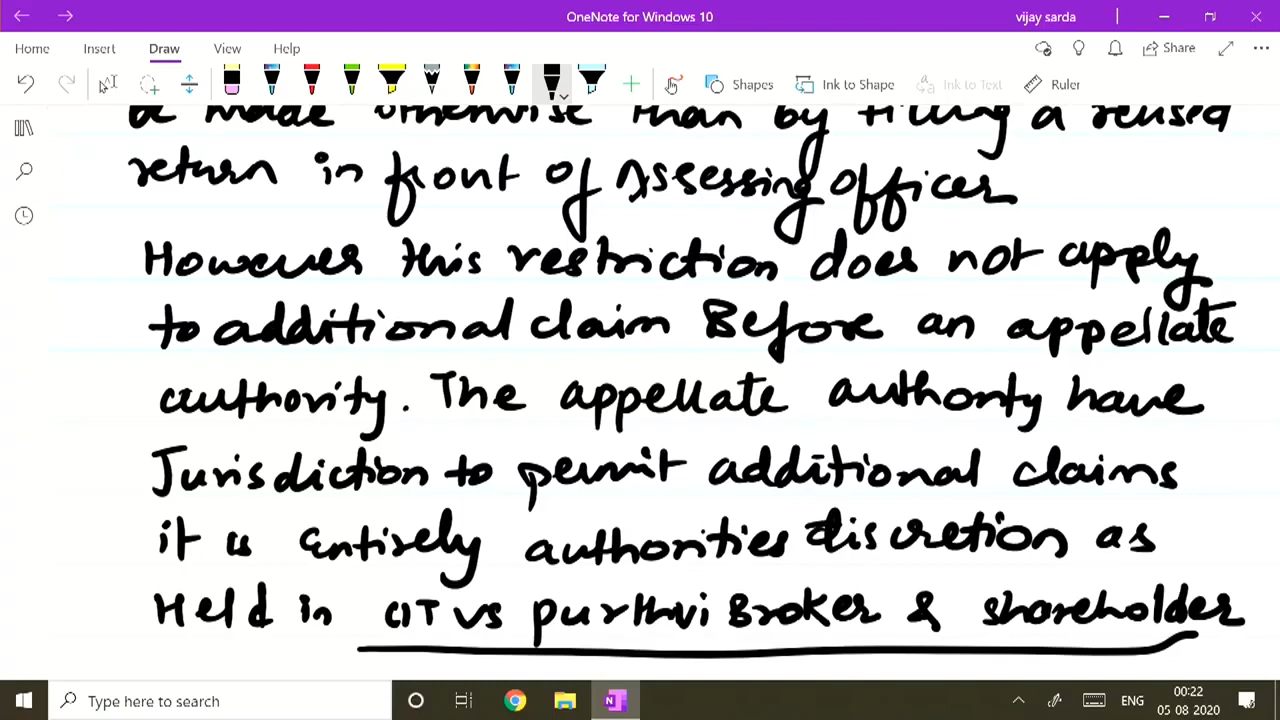 OneNote for Windows 10
vijay sarda
Home Insert Draw View Help
Share
Shapes Ink to Shape Ink to Text Ruler
made otherwise than by filling a revised
return in front of Assessing officer
However this restriction does not apply
to additional claim Before an appellate
authority. The appellate authority have
Jurisdiction to permit additional claims
it is entirely authorities discretion as
Held in CIT vs purthvi Broker & shareholder
Type here to search
ENG
00:22
05-08-2020